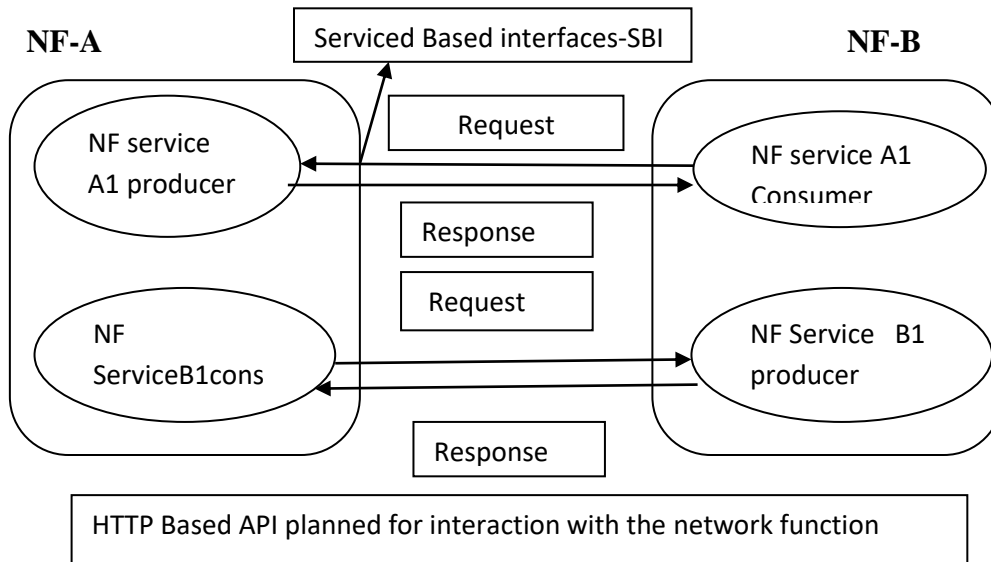 NF-A
Serviced Based interfaces-SBI
NF-B
Request
NF service
A1 producer
NF service A1
Consumer
Response
Request
NF
ServiceB1cons
NF Service B1
producer
Response
HTTP Based API planned for interaction with the network function